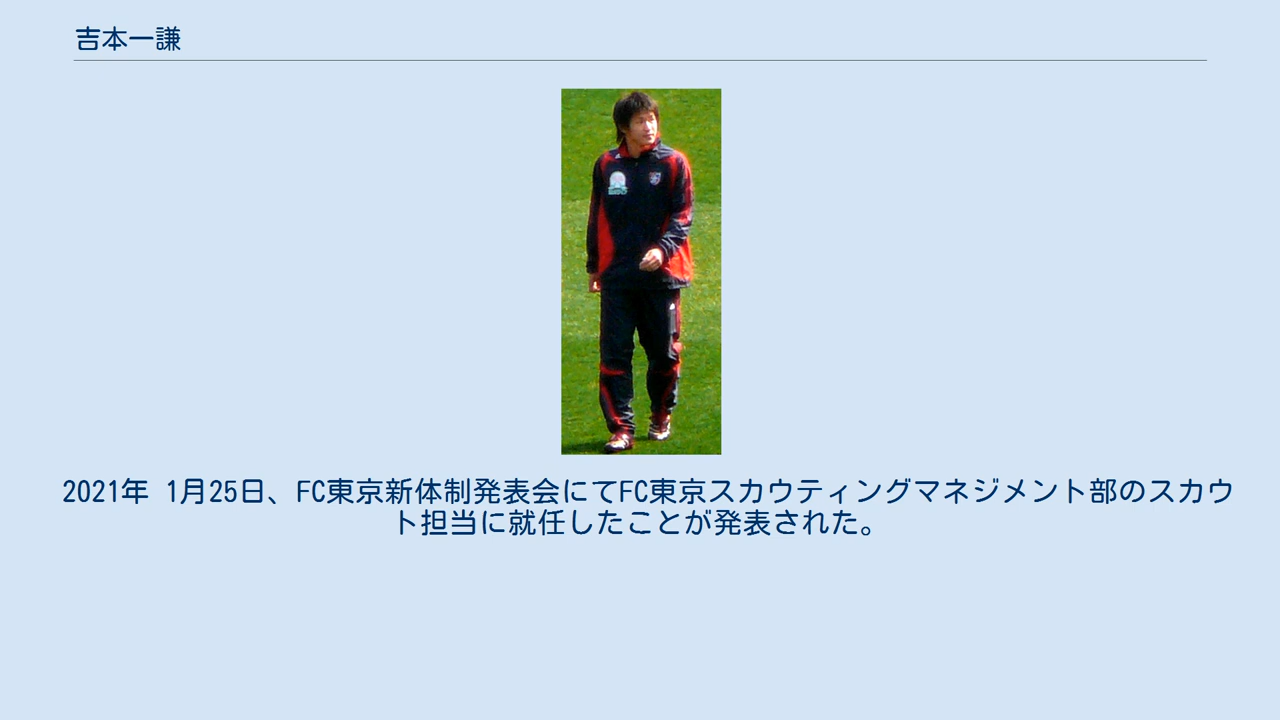 吉本一謙
2021年 1月25日、FC東京新体制発表会にてFC東京スカウティングマネジメント部のスカウ
ト担当に就任したことが発表された。